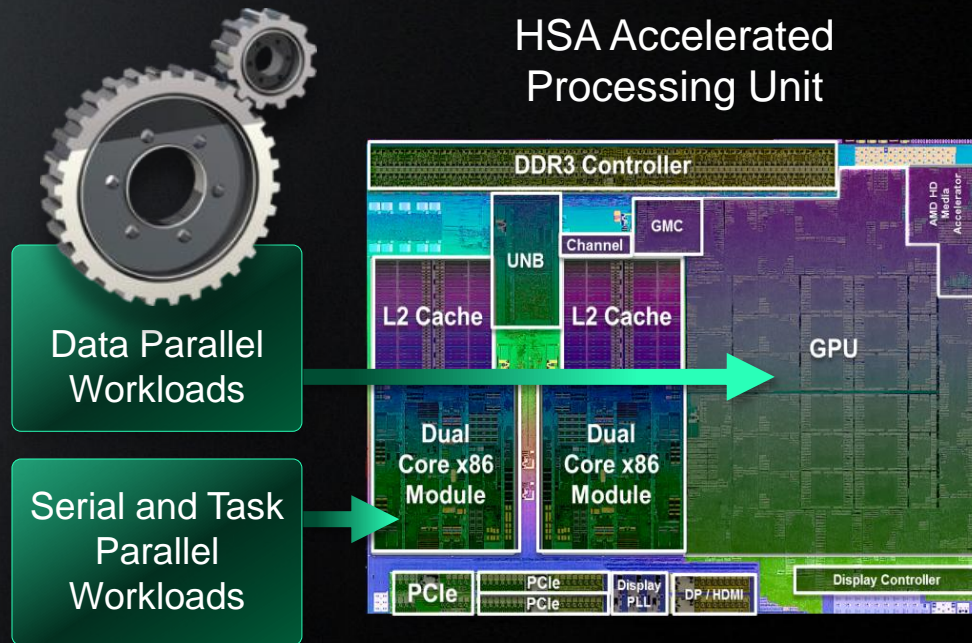 HSA Accelerated
Processing Unit
Data Parallel
Workloads
Serial and Task
Parallel
Workloads
DDR3 Controller
AMD HD
Media
Accelerator
GMC
Channel
UNB
L2 Cache
L2 Cache
GPU
Dual
Core x86
Module
Dual
Core x86
Module
PCIe
PCIe
PCIe
Display
PLL
DP / HDMI
Display Controller